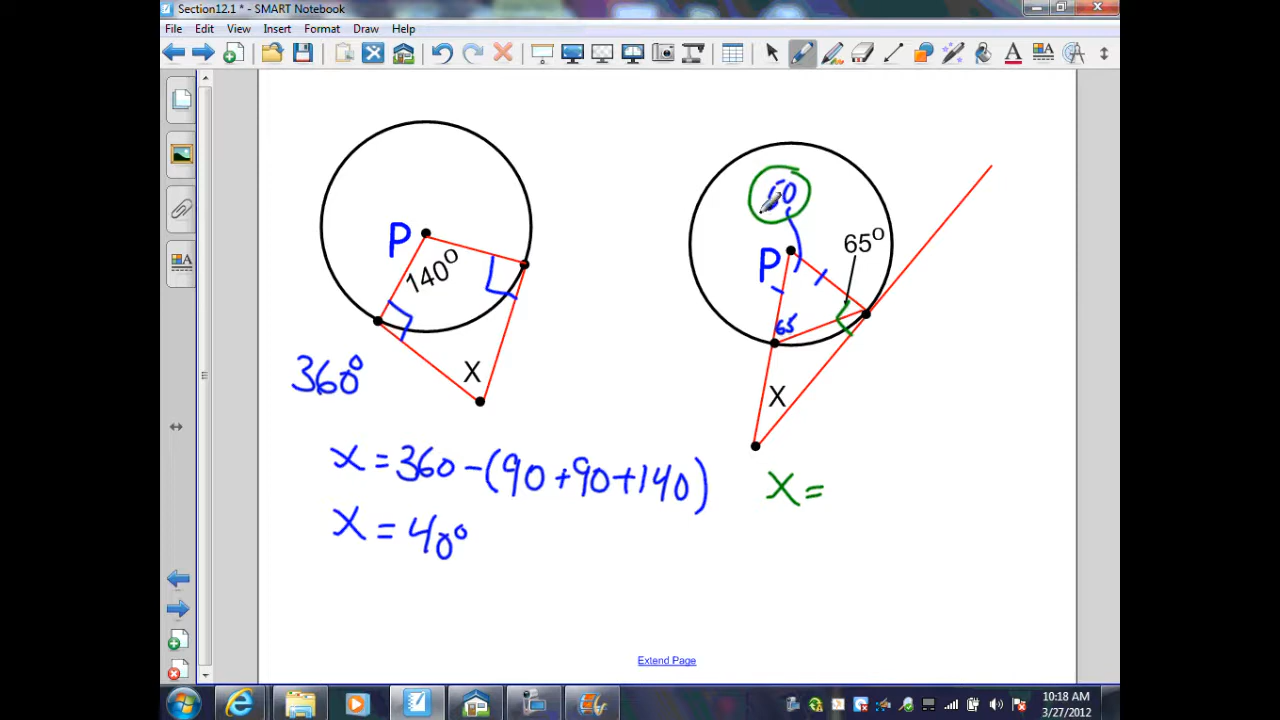 Section12.1 * - SMART Notebook
File Edit View Insert Format Draw Help
P
140°
X
360°
x = 360 - (90 + 90 + 140)
x = 40°
50
P
65°
65
X
X =
Extend Page
10:18 AM
3/27/2012